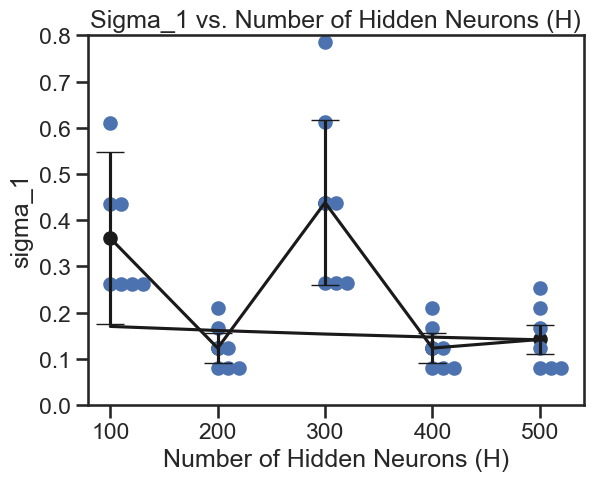 Sigma_1 vs. Number of Hidden Neurons (H)
0.8
0.7
0.6
0.5
0.4
0.3
0.2
0.1
0.0
sigma_1
100 200 300 400 500
Number of Hidden Neurons (H)